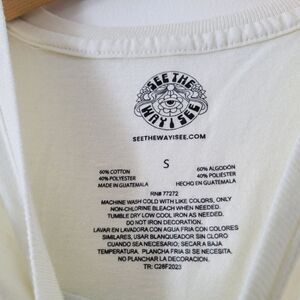 SEE THE
WAY I SEE
SEETHEWAYISEE.COM
S
60% COTTON
40% POLYESTER
MADE IN GUATEMALA
60% ALGODÓN
40% POLIÉSTER
HECHO EN GUATEMALA
RN# 77272
MACHINE WASH COLD WITH LIKE COLORS, ONLY
NON-CHLORINE BLEACH WHEN NEEDED.
TUMBLE DRY LOW COOL IRON AS NEEDED.
DO NOT IRON DECORATION.
LAVAR EN LAVADORA CON AGUA FRIA CON COLORES
SIMILARES, USAR BLANQUEADOR SIN CLORO
CUANDO SEA NECESARIO; SECAR A BAJA
TEMPERATURA. PLANCHA FRIA SI SE NECESITA,
NO PLANCHAR LA DECORACION.
TR: C28F2023